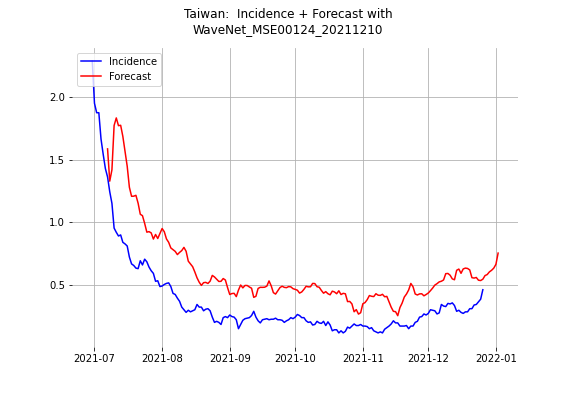 Taiwan:  Incidence + Forecast with
WaveNet_MSE00124_20211210
Incidence
Forecast
2.0
1.5
1.0
0.5
2021-07
2021-08
2021-09
2021-10
2021-11
2021-12
2022-01